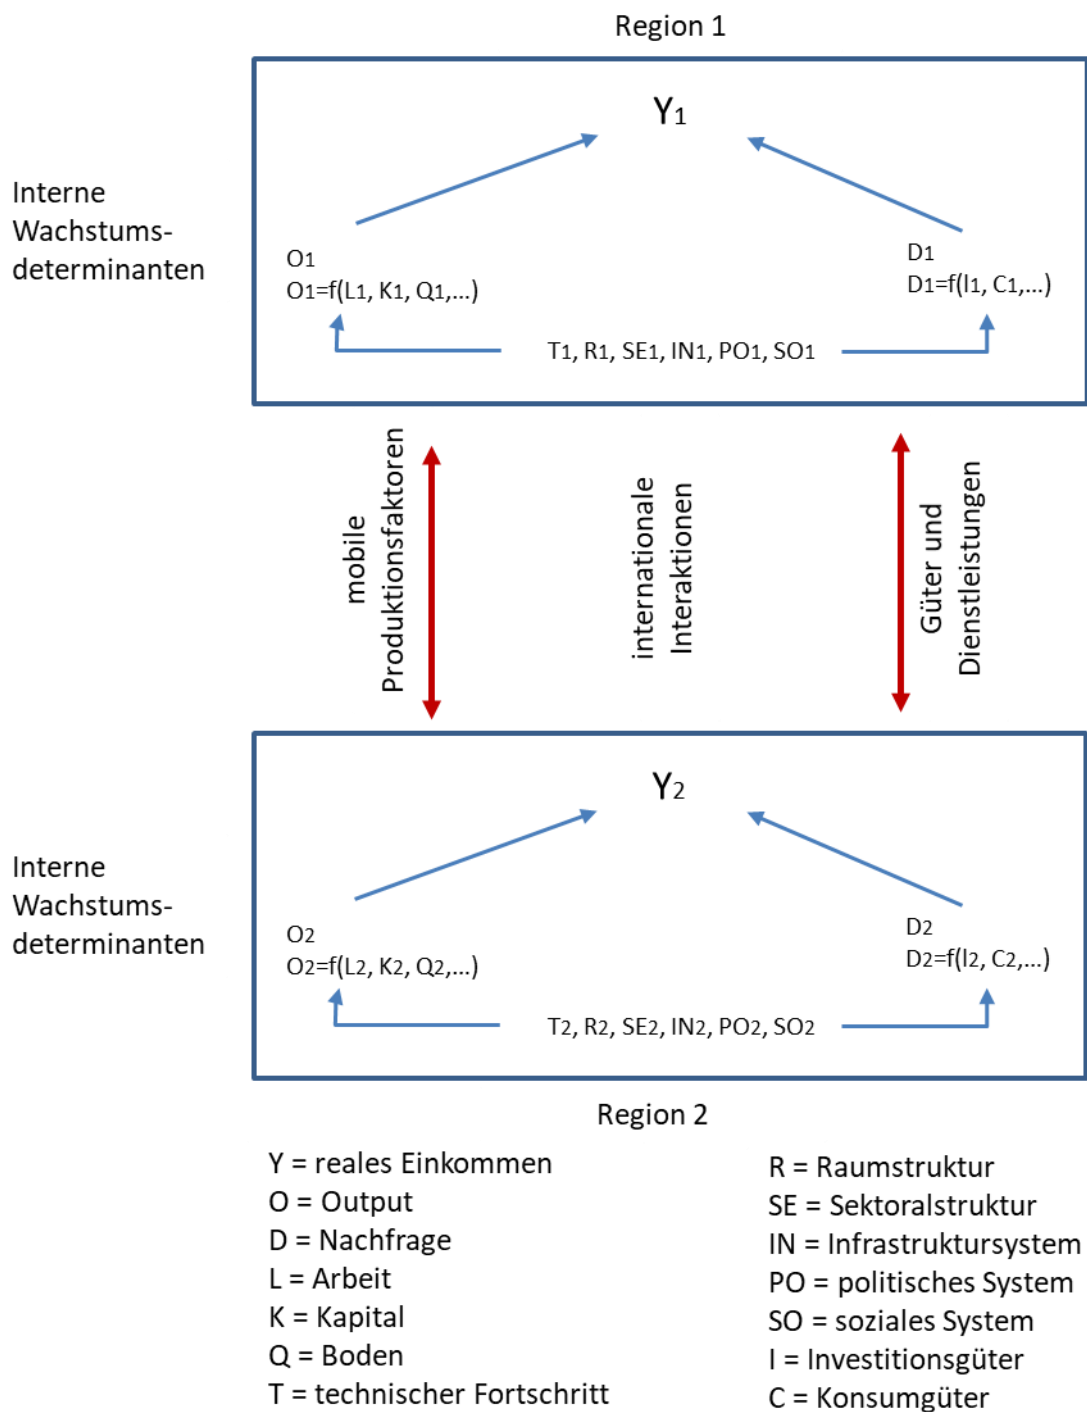 Region 1
Y1
Interne
Wachstums-
determinanten
O1
O1=f(L1, K1, Q1,...)
D1
D1=f(I1, C1,...)
T1, R1, SE1, IN1, PO1, SO1
mobile
Produktionsfaktoren
internationale
Interaktionen
Güter und
Dienstleistungen
Y2
Interne
Wachstums-
determinanten
O2
O2=f(L2, K2, Q2,...)
D2
D2=f(I2, C2,...)
T2, R2, SE2, IN2, PO2, SO2
Region 2
Y = reales Einkommen
O = Output
D = Nachfrage
L = Arbeit
K = Kapital
Q = Boden
T = technischer Fortschritt
R = Raumstruktur
SE = Sektoralstruktur
IN = Infrastruktursystem
PO = politisches System
SO = soziales System
I = Investitionsgüter
C = Konsumgüter